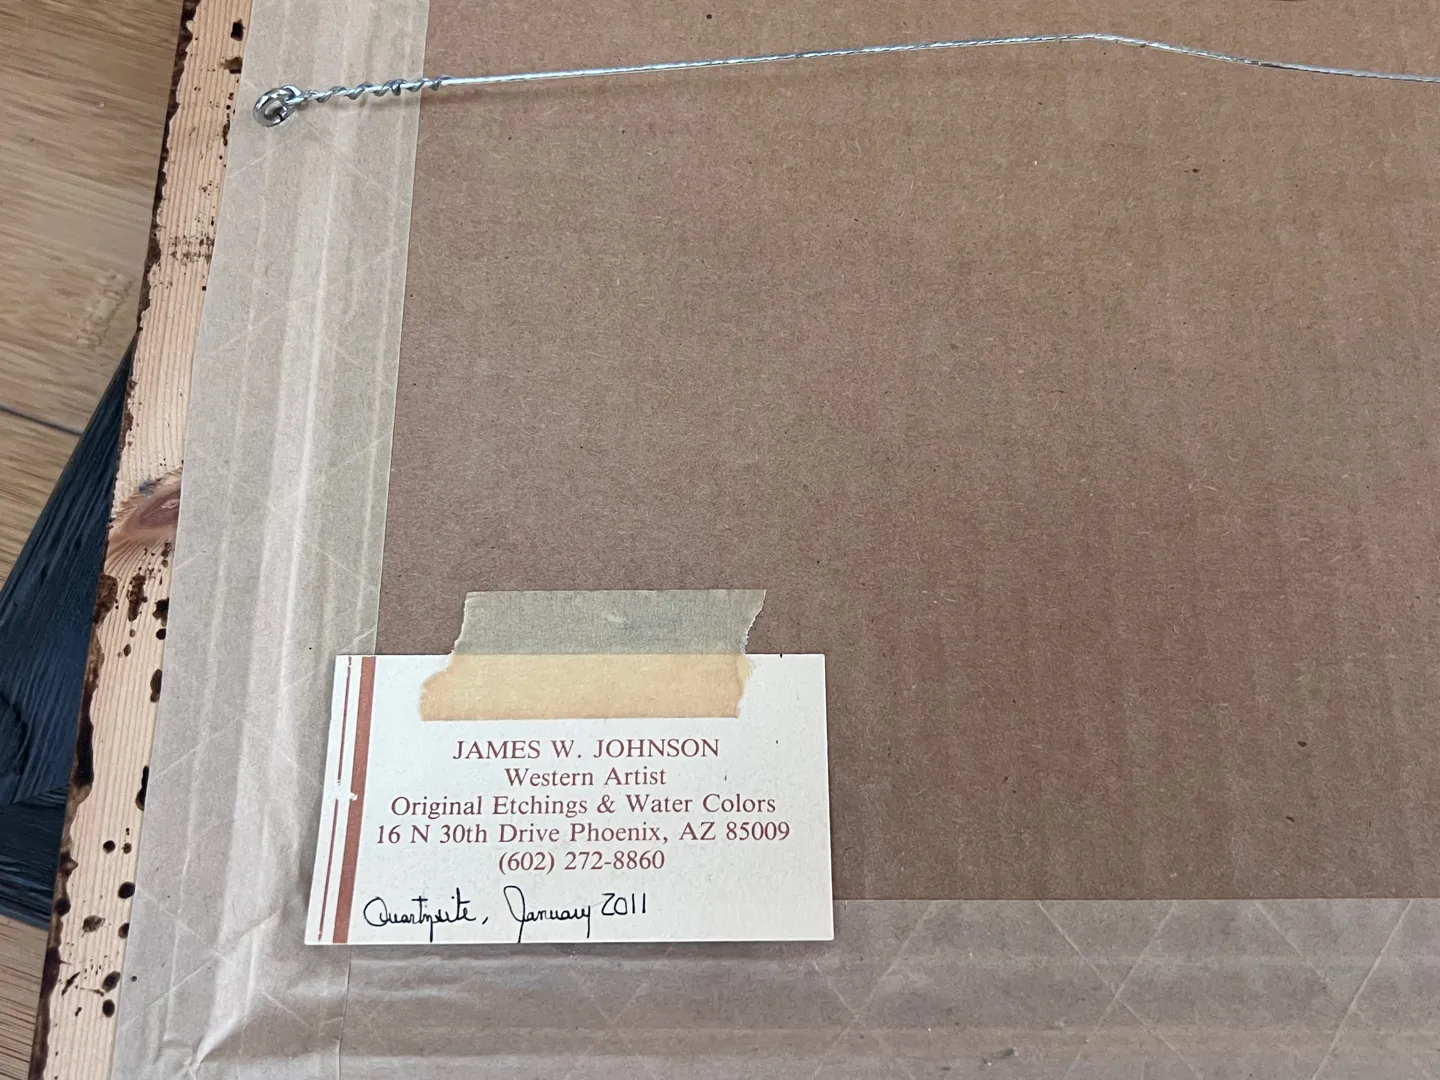 JAMES W. JOHNSON
Western Artist
Original Etchings & Water Colors
16 N 30th Drive Phoenix, AZ 85009
(602) 272-8860
Quartzsite, January 2011